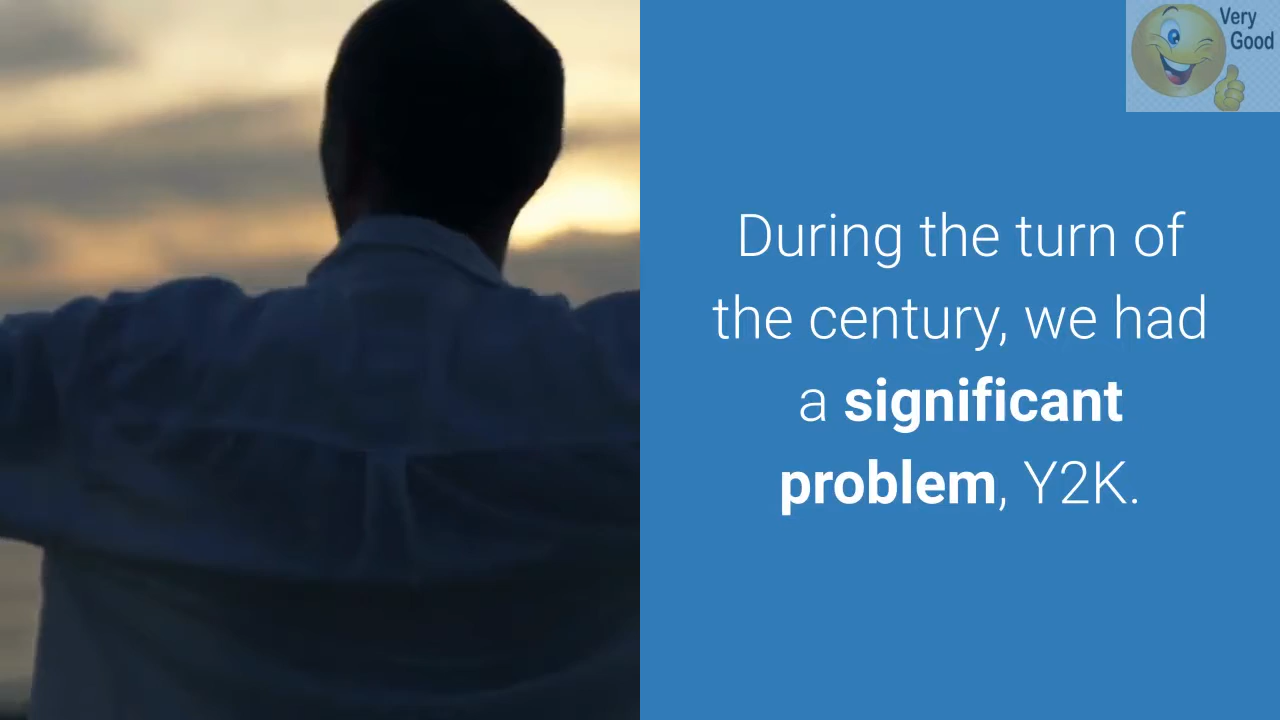 Very
Good
During the turn of
the century, we had
a significant
problem, Y2K.